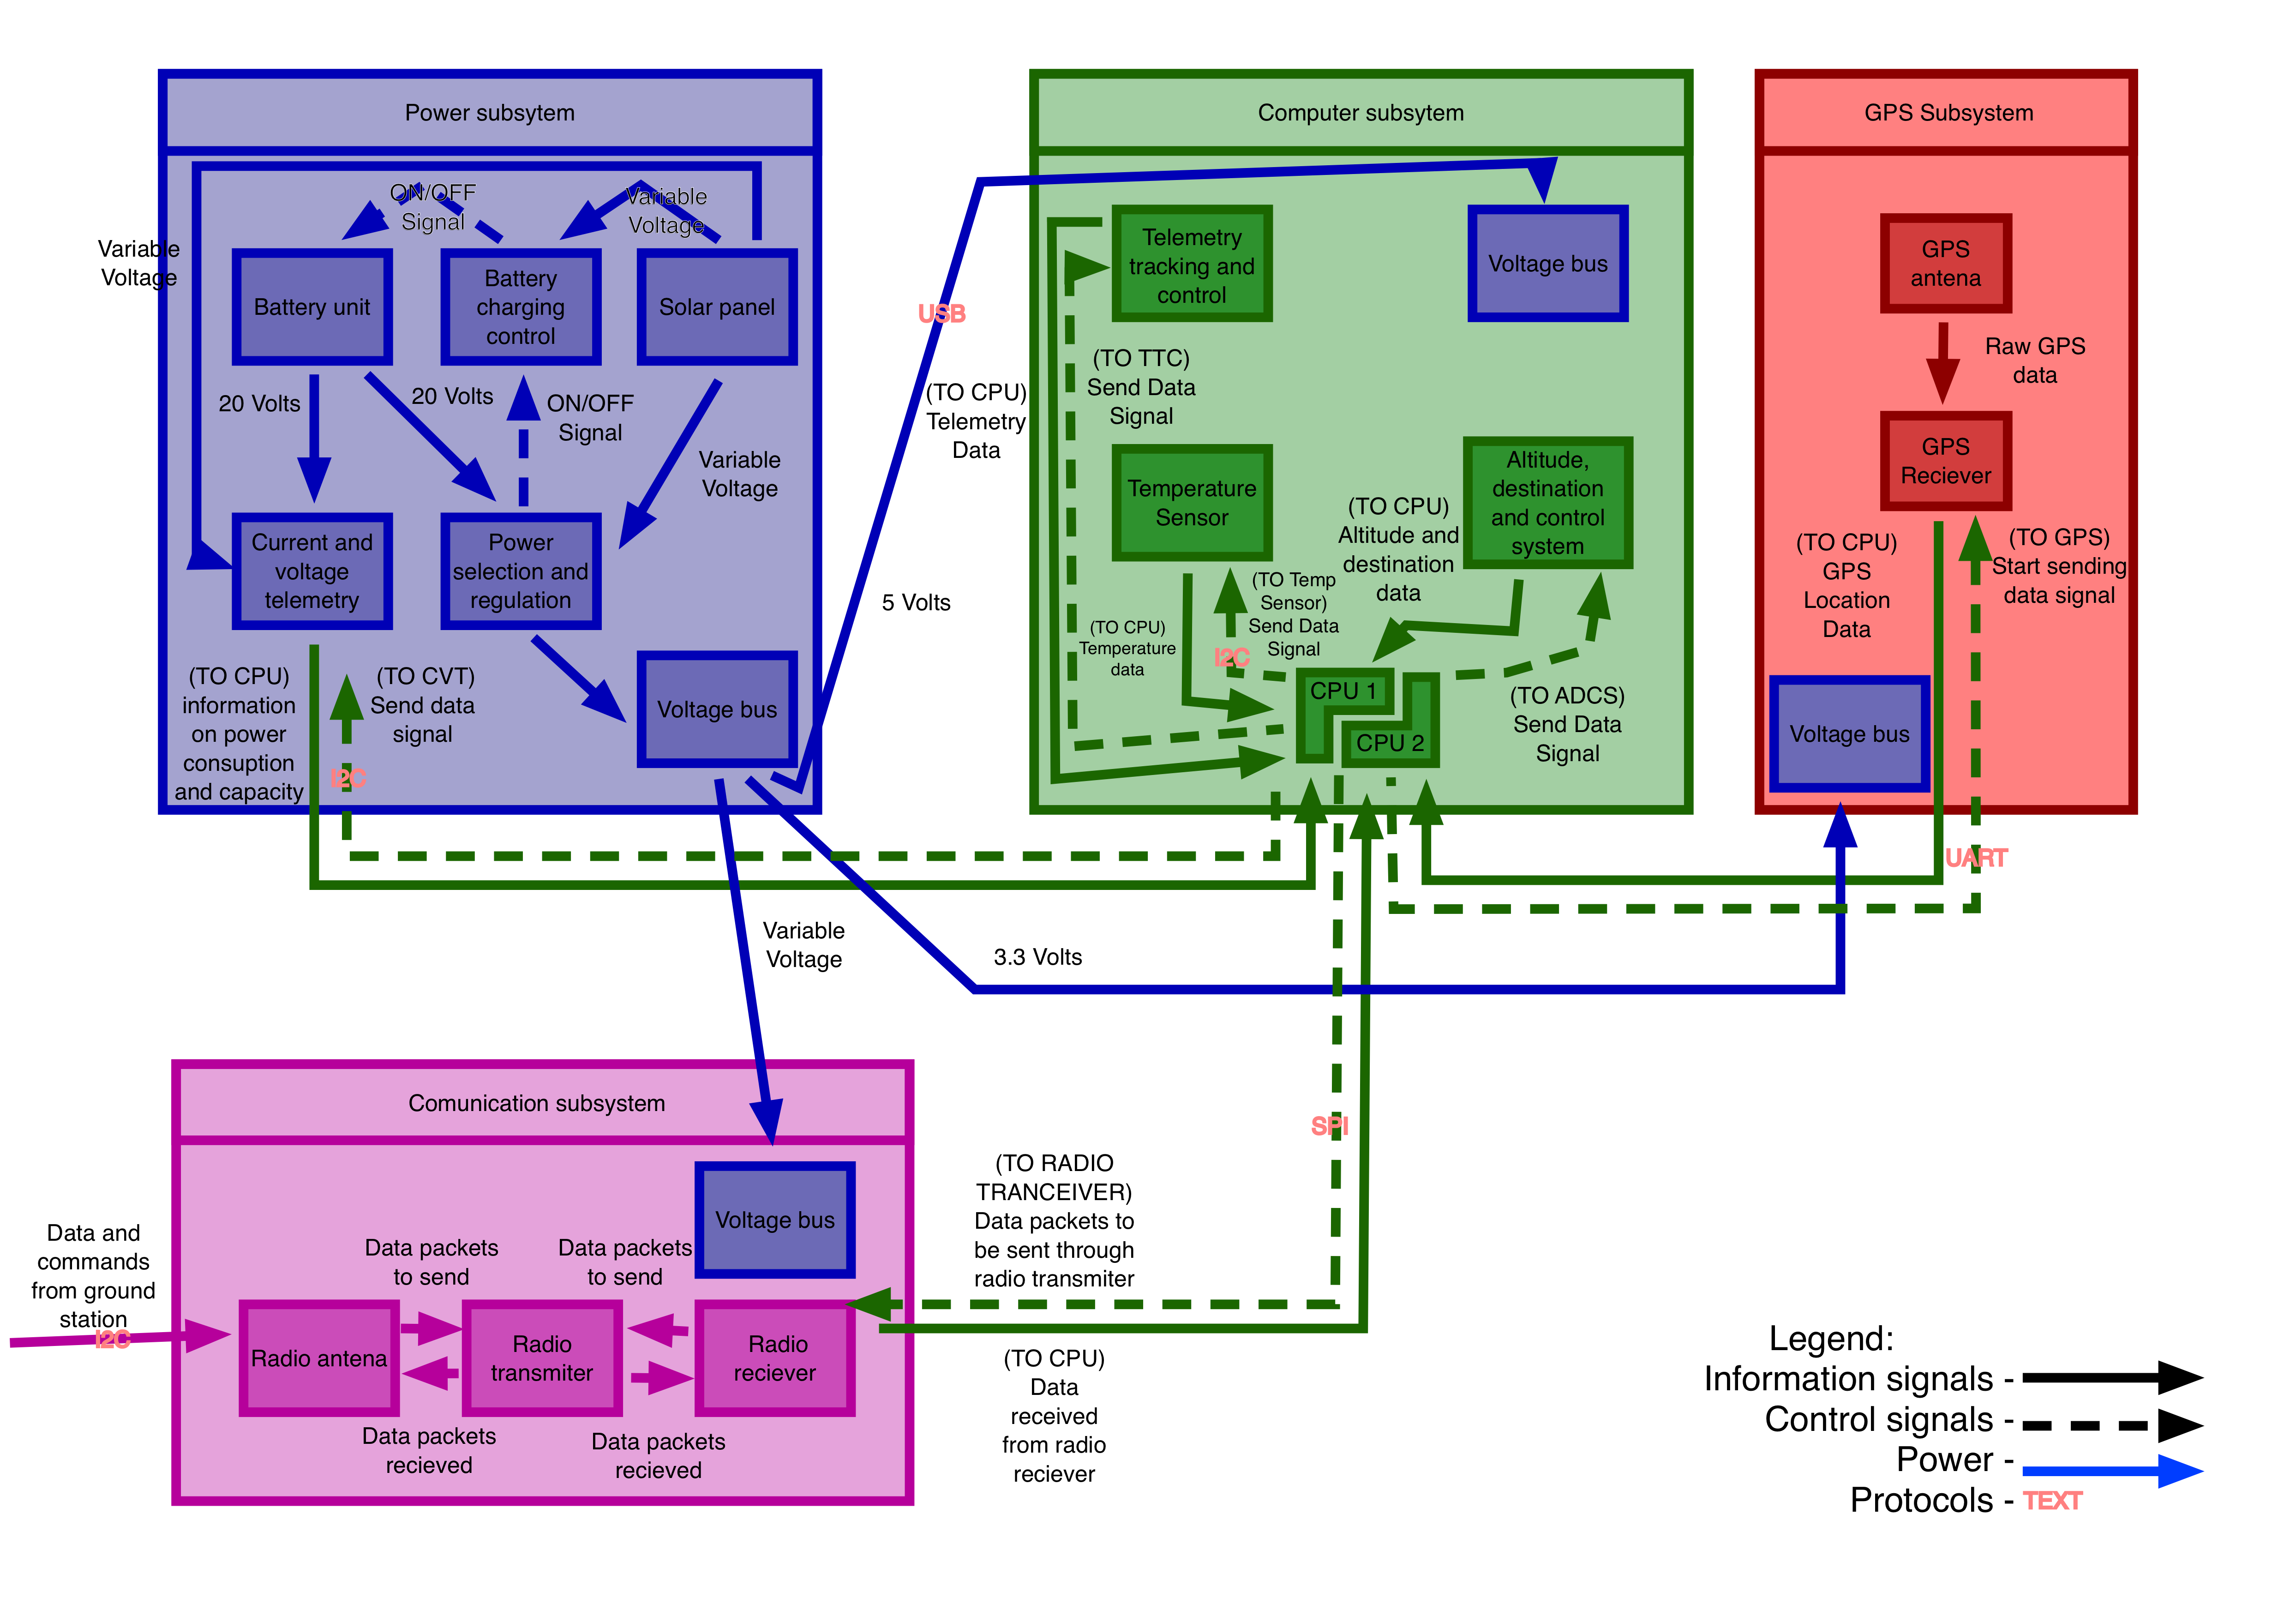 Power subsytem
ON/OFF
Signal
Variable
Voltage
Variable
Voltage
Battery unit
Battery
charging
control
Solar panel
20 Volts
20 Volts
ON/OFF
Signal
Variable
Voltage
Current and
voltage
telemetry
Power
selection and
regulation
(TO CPU)
information
on power
consuption
and capacity
I2C
(TO CVT)
Send data
signal
Voltage bus
USB
(TO CPU)
Telemetry
Data
5 Volts
Computer subsytem
Telemetry
tracking and
control
Voltage bus
(TO TTC)
Send Data
Signal
Temperature
Sensor
(TO CPU)
Altitude and
destination
data
Altitude,
destination
and control
system
(TO CPU)
Temperature
data
(TO Temp
Sensor)
Send Data
Signal
I2C
CPU 1
CPU 2
(TO ADCS)
Send Data
Signal
GPS Subsystem
GPS
antena
Raw GPS
data
GPS
Reciever
(TO CPU)
GPS
Location
Data
(TO GPS)
Start sending
data signal
Voltage bus
UART
Variable
Voltage
3.3 Volts
Comunication subsystem
Voltage bus
Data and
commands
from ground
station
I2C
Data packets
to send
Data packets
to send
Radio antena
Radio
transmiter
Radio
reciever
Data packets
recieved
Data packets
recieved
SPI
(TO RADIO
TRANCEIVER)
Data packets to
be sent through
radio transmiter
(TO CPU)
Data
received
from radio
reciever
Legend:
Information signals -
Control signals -
Power -
Protocols - TEXT